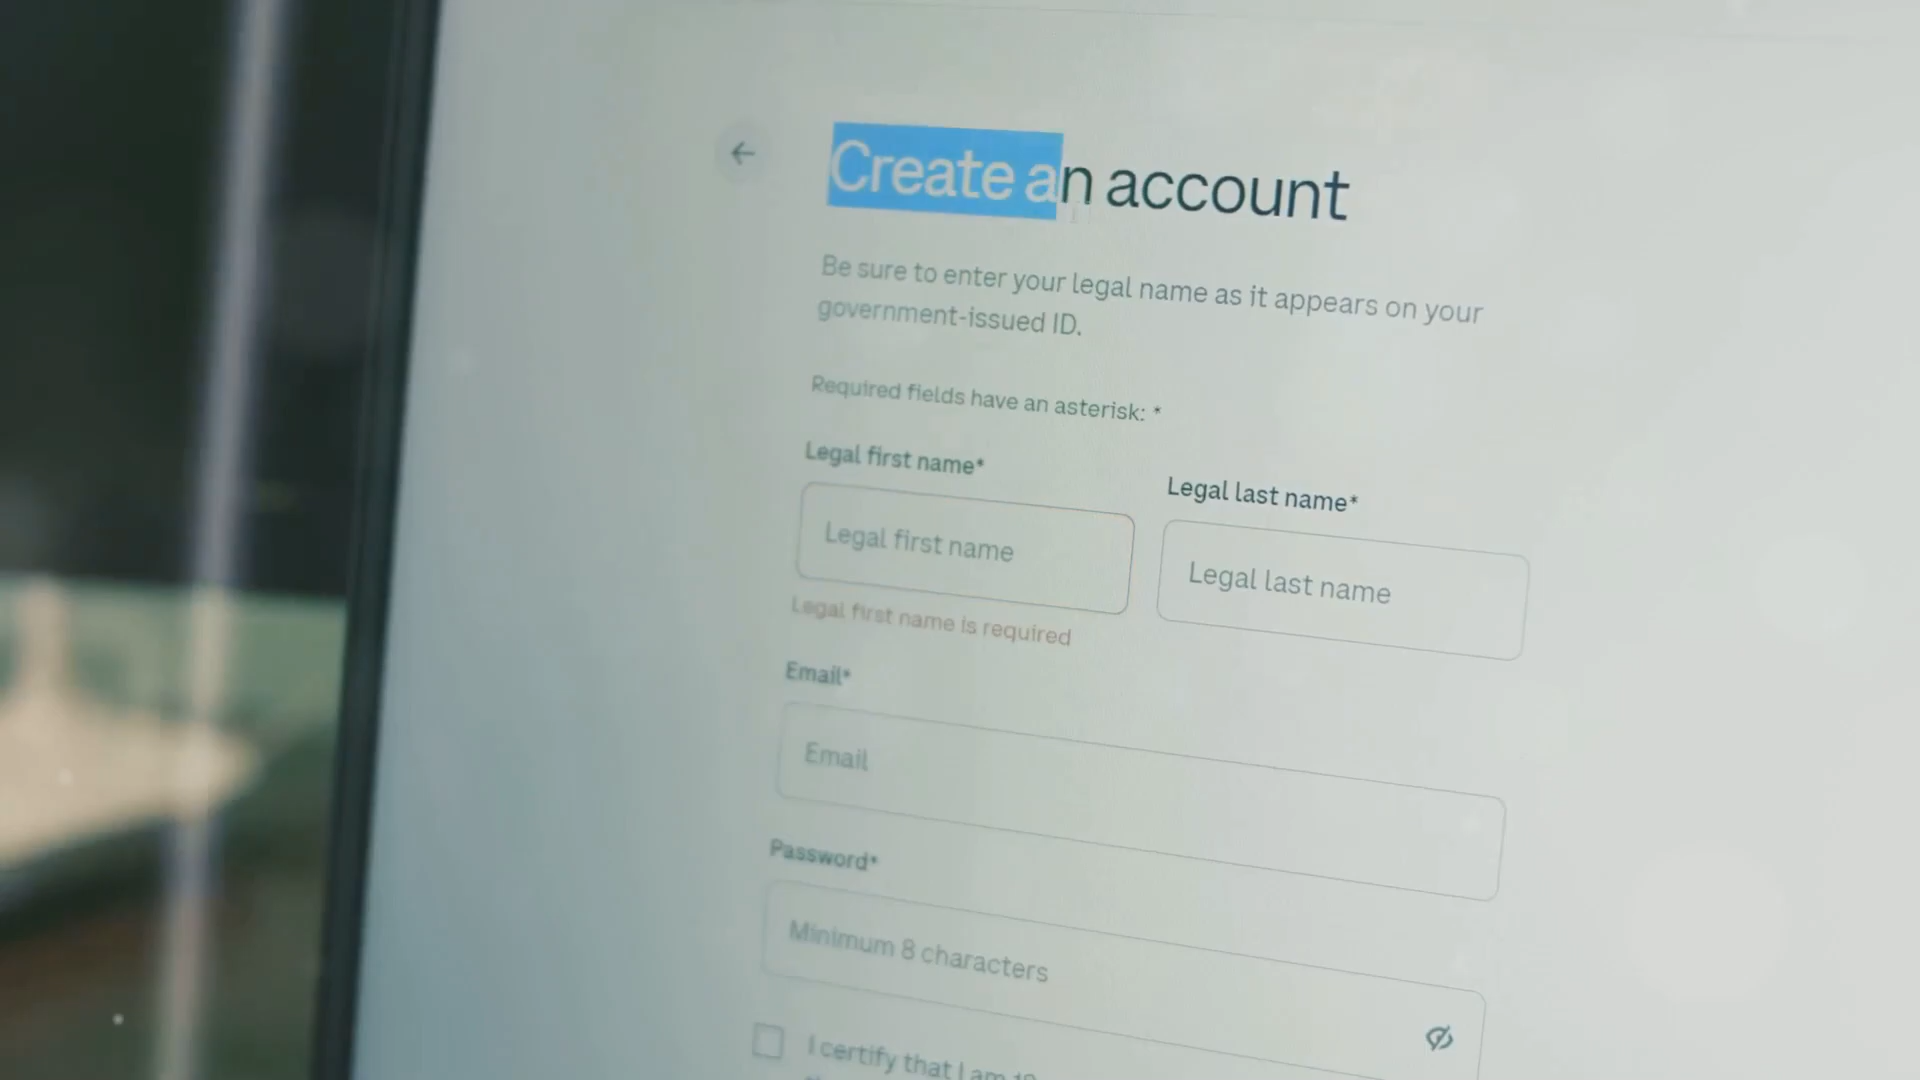 Create an account
Be sure to enter your legal name as it appears on your
government-issued ID.
Required fields have an asterisk: *
Legal first name*
Legal last name*
Legal first name
Legal last name
Legal first name is required
Email*
Email
Password*
Minimum 8 characters
I certify that I am